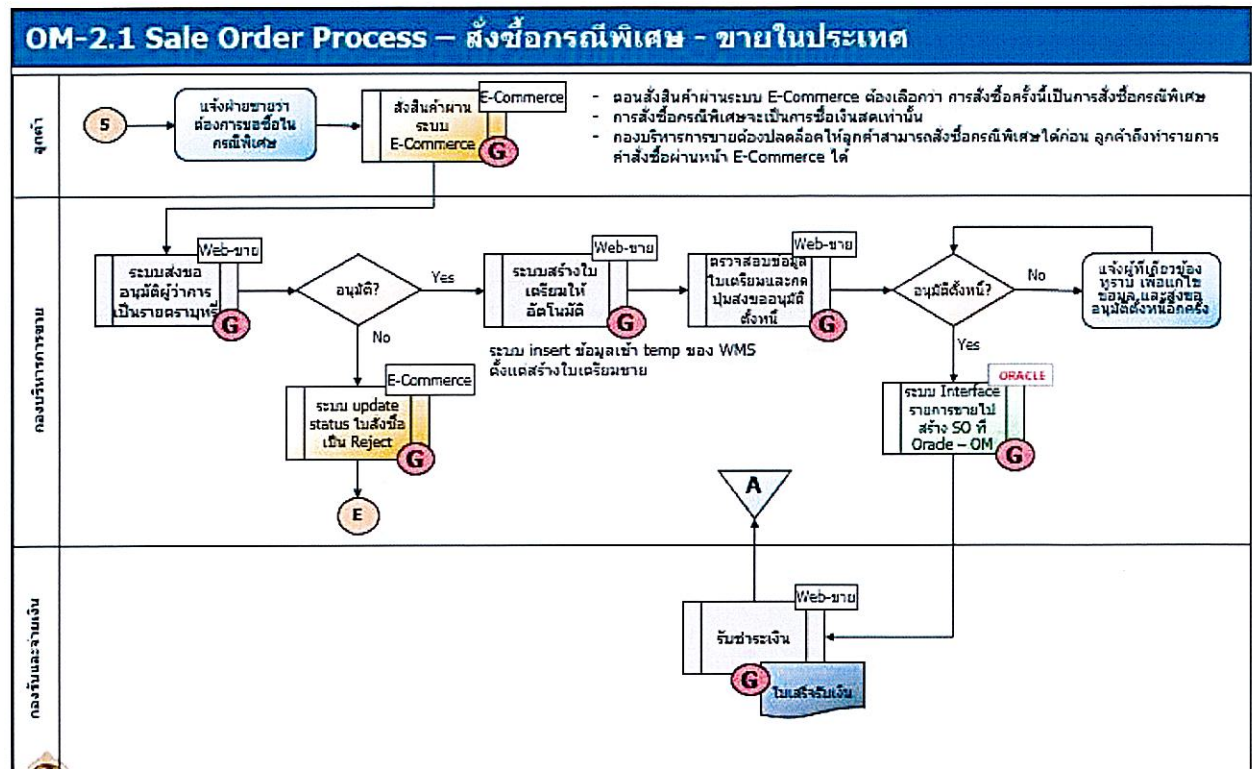 OM-2.1 Sale Order Process – สั่งซื้อกรณีพิเศษ - ขายในประเทศ
ลูกค้า
5
แจ้งฝ่ายขายว่า
ต้องการขอซื้อใน
กรณีพิเศษ
E-Commerce
สั่งสินค้าผ่าน
ระบบ
E-Commerce
G
- ตอนสั่งสินค้าผ่านระบบ E-Commerce ต้องเลือกว่า การสั่งซื้อครั้งนี้เป็นการสั่งซื้อกรณีพิเศษ
- การสั่งซื้อกรณีพิเศษจะเป็นการซื้อเงินสดเท่านั้น
- กองบริหารการขายต้องปลดล็อคให้ลูกค้าสามารถสั่งซื้อกรณีพิเศษได้ก่อน ลูกค้าถึงทำรายการ
คำสั่งซื้อผ่านหน้า E-Commerce ได้
กองบริหารการขาย
Web-ขาย
ระบบส่งขอ
อนุมัติผู้ว่าการ
เป็นรายตราบุหรี่
G
อนุมัติ?
Yes
No
Web-ขาย
ระบบสร้างใบ
เตรียมให้
อัตโนมัติ
G
ระบบ insert ข้อมูลเข้า temp ของ WMS
ตั้งแต่สร้างใบเตรียมขาย
Web-ขาย
ตรวจสอบข้อมูล
ใบเตรียมและกด
ปุ่มส่งขออนุมัติ
ตั้งหนี้
G
อนุมัติตั้งหนี้?
No
Yes
แจ้งผู้ที่เกี่ยวข้อง
ทราบ เพื่อแก้ไข
ข้อมูล และส่งขอ
อนุมัติตั้งหนี้อีกครั้ง
E-Commerce
ระบบ update
status ใบสั่งซื้อ
เป็น Reject
G
E
ORACLE
ระบบ Interface
รายการขายไป
สร้าง SO ที่
Oracle – OM
G
A
กองรับและจ่ายเงิน
Web-ขาย
รับชำระเงิน
G
ใบเสร็จรับเงิน